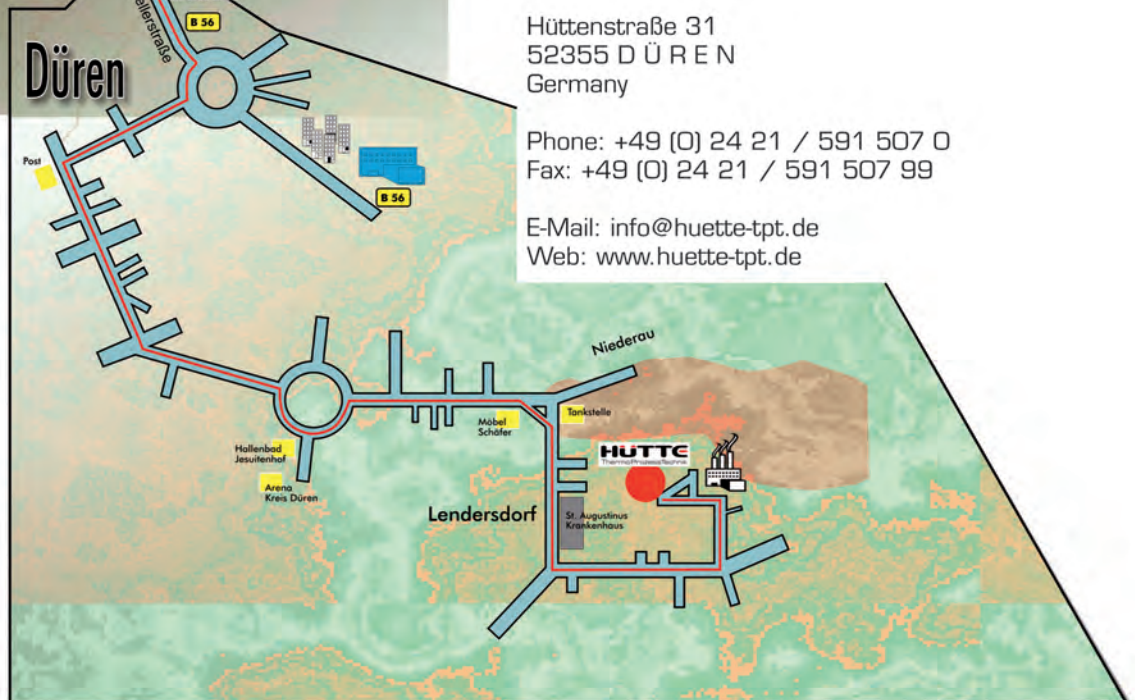 B 56
Düren
Hüttenstraße 31
52355 D Ü R E N
Germany
Phone: +49 (0) 24 21 / 591 507 0
Fax: +49 (0) 24 21 / 591 507 99
E-Mail: info@huette-tpt.de
Web: www.huette-tpt.de
Post
B 56
Niederau
Möbel
Schäfer
Tankstelle
Hallenbad
Jesuitenhof
Arena
Kreis Düren
HÜTTE
ThermoProzessTechnik
Lendersdorf
St. Augustinus
Krankenhaus